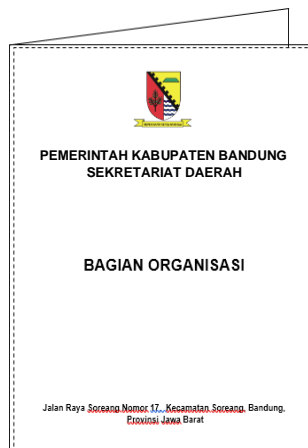 PEMERINTAH KABUPATEN BANDUNG
SEKRETARIAT DAERAH
BAGIAN ORGANISASI
Jalan Raya Soreang Nomor 17, Kecamatan Soreang, Bandung,
Provinsi Jawa Barat